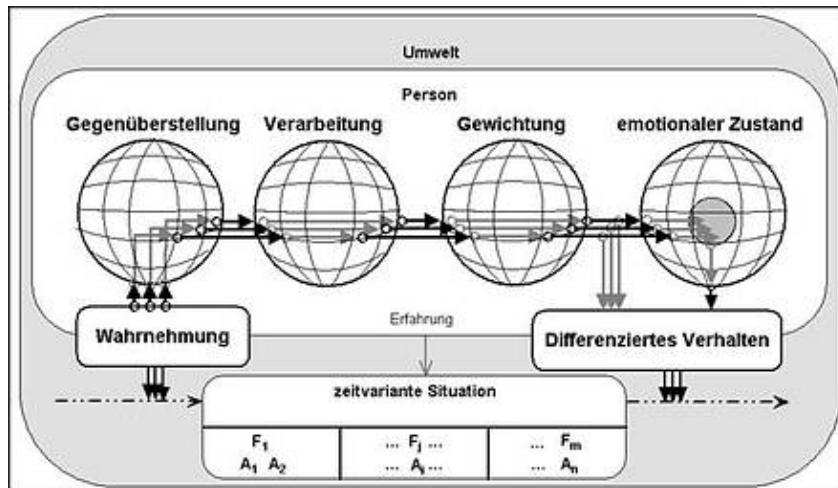 Umwelt
Person
Gegenüberstellung Verarbeitung Gewichtung emotionaler Zustand
Wahrnehmung
Erfahrung
Differenziertes Verhalten
zeitvariante Situation
F1 ... Fj ... ... Fm
A1 A2 ... Ai ... ... An